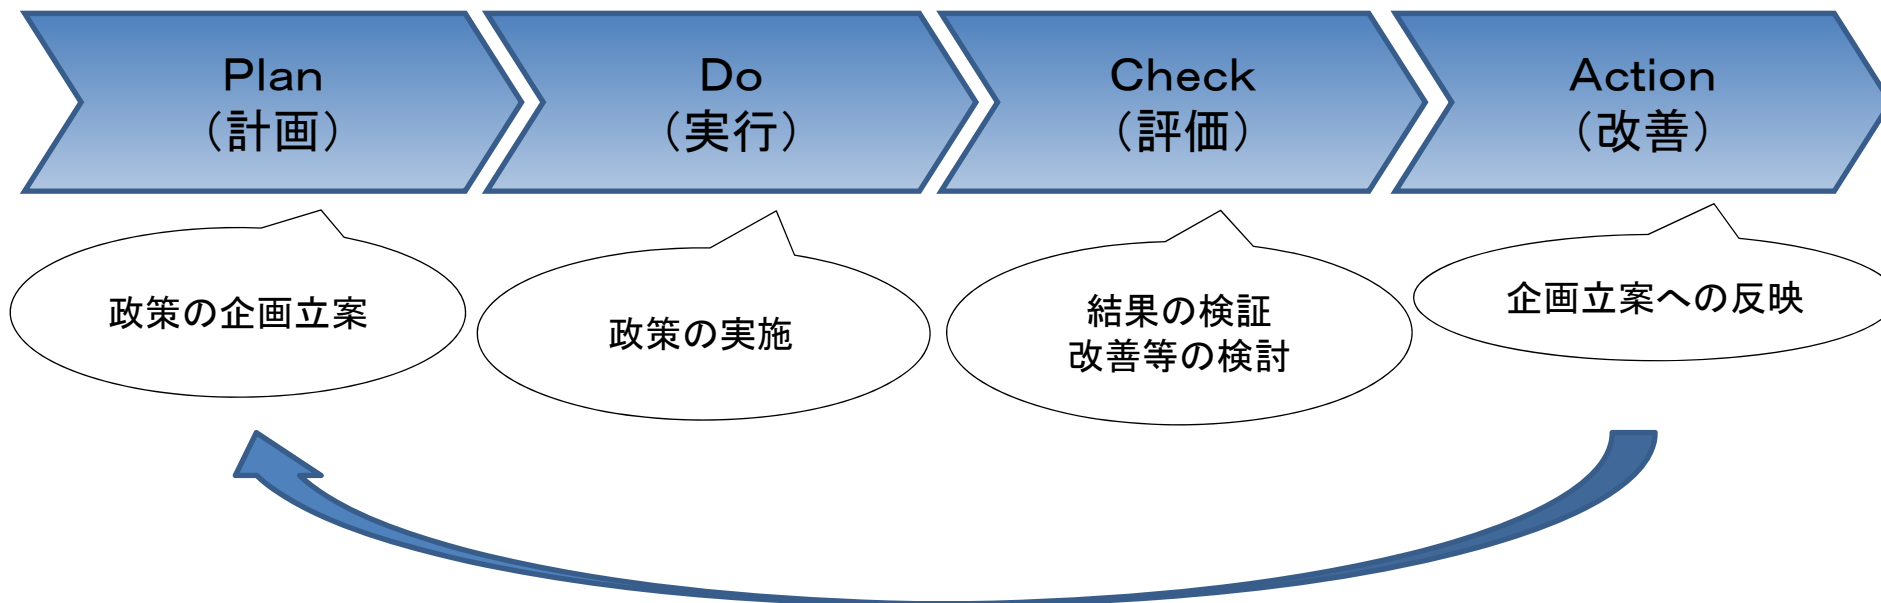 Plan
（計画）
Do
（実行）
Check
（評価）
Action
（改善）
政策の企画立案
政策の実施
結果の検証
改善等の検討
企画立案への反映